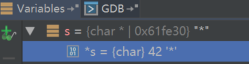 Variables →* GDB →*
s = {char * | 0x61fe30} "*"
*s = {char} 42 '*'